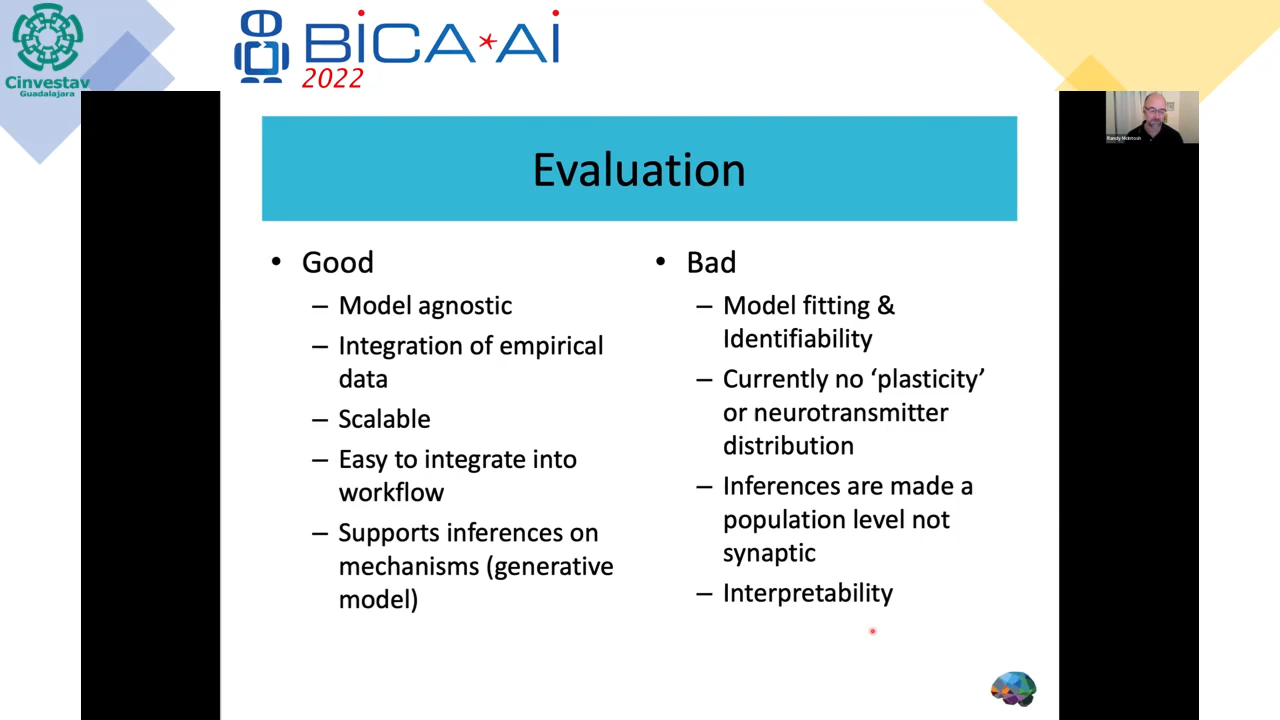 Cinvestav
Guadalajara
BiCA*Ai
2022
Randy McIntosh
Evaluation
• Good
– Model agnostic
– Integration of empirical
data
– Scalable
– Easy to integrate into
workflow
– Supports inferences on
mechanisms (generative
model)
• Bad
– Model fitting &
Identifiability
– Currently no ‘plasticity’
or neurotransmitter
distribution
– Inferences are made a
population level not
synaptic
– Interpretability